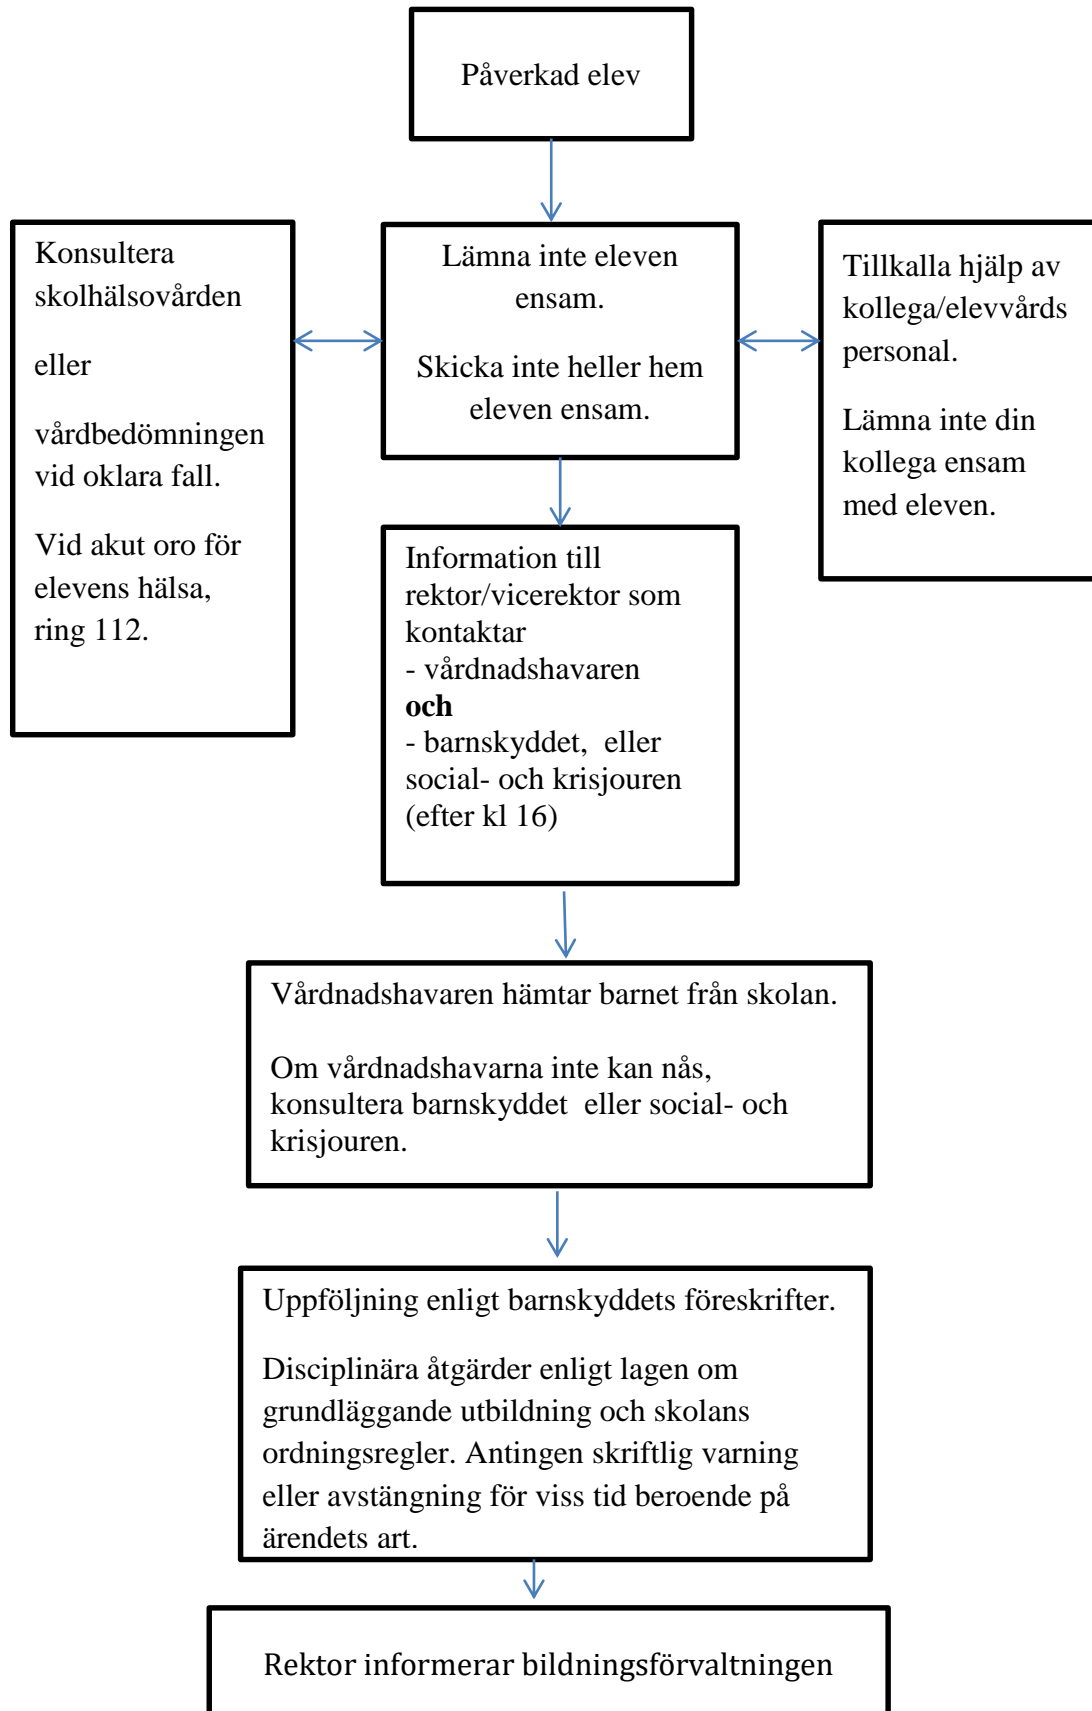 Påverkad elev
Konsultera
skolhälsovården
eller
vårdbedömningen
vid oklara fall.
Vid akut oro för
elevens hälsa,
ring 112.
Lämna inte eleven
ensam.
Skicka inte heller hem
eleven ensam.
Tillkalla hjälp av
kollega/elevvårds
personal.
Lämna inte din
kollega ensam
med eleven.
Information till
rektor/vicerektor som
kontaktar
- vårdnadshavaren
och
- barnskyddet, eller
social- och krisjouren
(efter kl 16)
Vårdnadshavaren hämtar barnet från skolan.
Om vårdnadshavarna inte kan nås,
konsultera barnskyddet eller social- och
krisjouren.
Uppföljning enligt barnskyddets föreskrifter.
Disciplinära åtgärder enligt lagen om
grundläggande utbildning och skolans
ordningsregler. Antingen skriftlig varning
eller avstängning för viss tid beroende på
ärendets art.
Rektor informerar bildningsförvaltningen